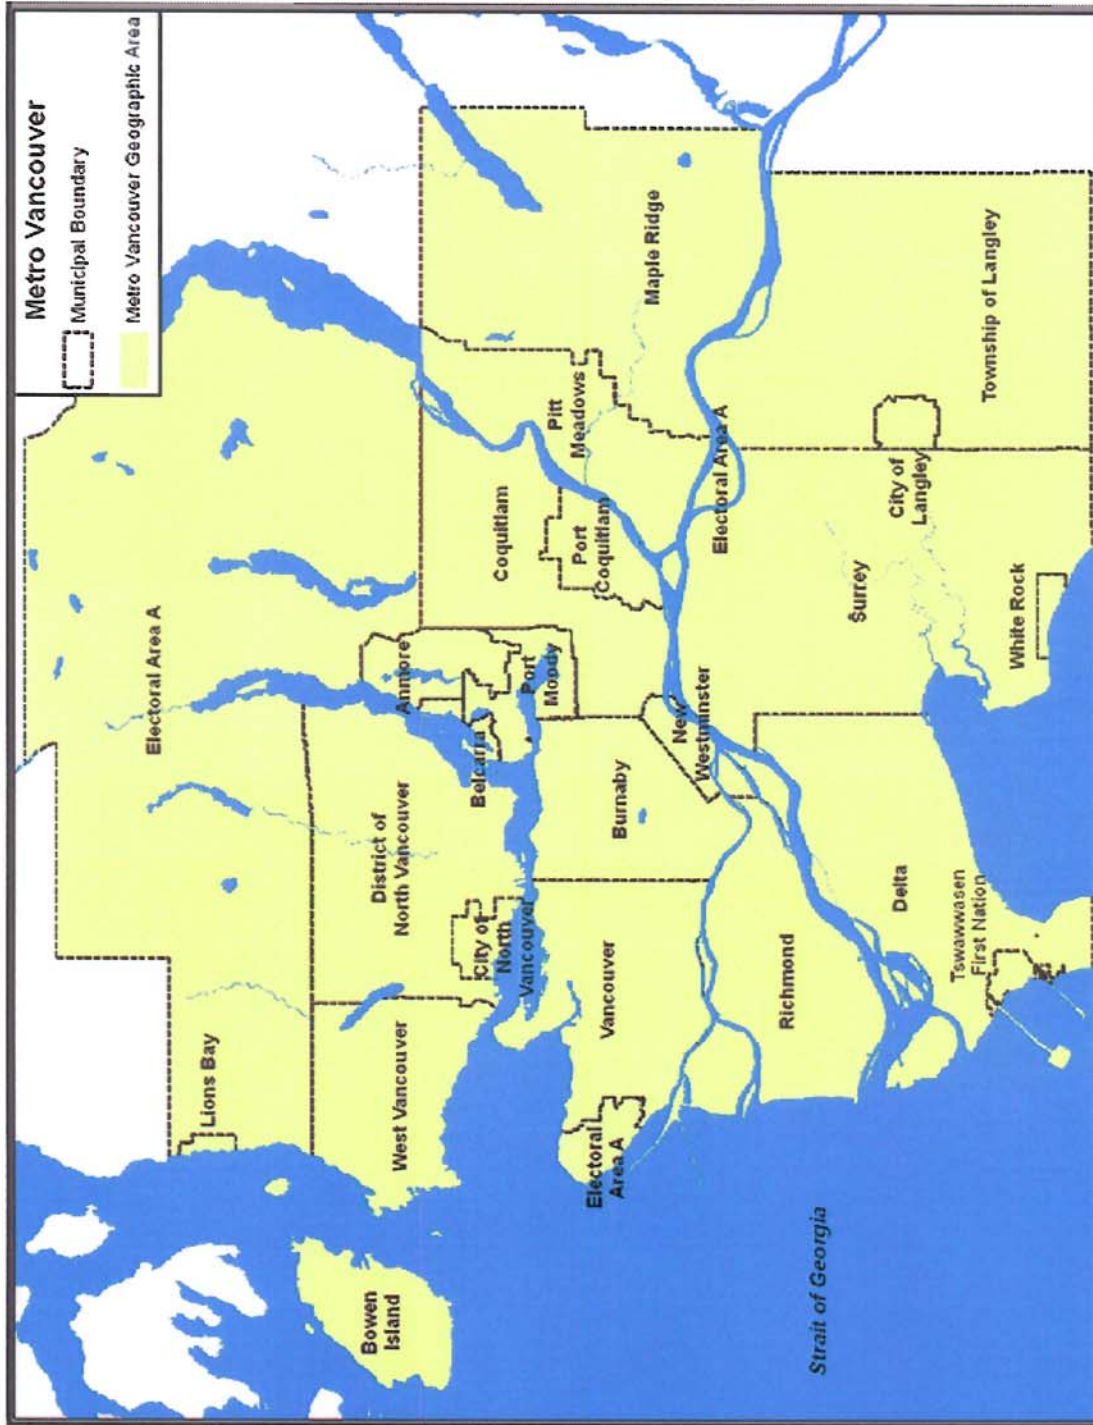 Metro Vancouver
Municipal Boundary
Metro Vancouver Geographic Area
Electoral Area A
Lions Bay
Bowen
Island
West Vancouver
District of
North Vancouver
City of
North
Vancouver
Anmore
Belcarra
Port
Moody
Coquitlam
Port
Coquitlam
Pitt
Meadows
Maple Ridge
Electoral
Area A
Vancouver
Burnaby
New
Westminster
Electoral Area A
Richmond
Surrey
City of
Langley
Township of Langley
Delta
Tswawwasen
First Nation
White Rock
Strait of Georgia